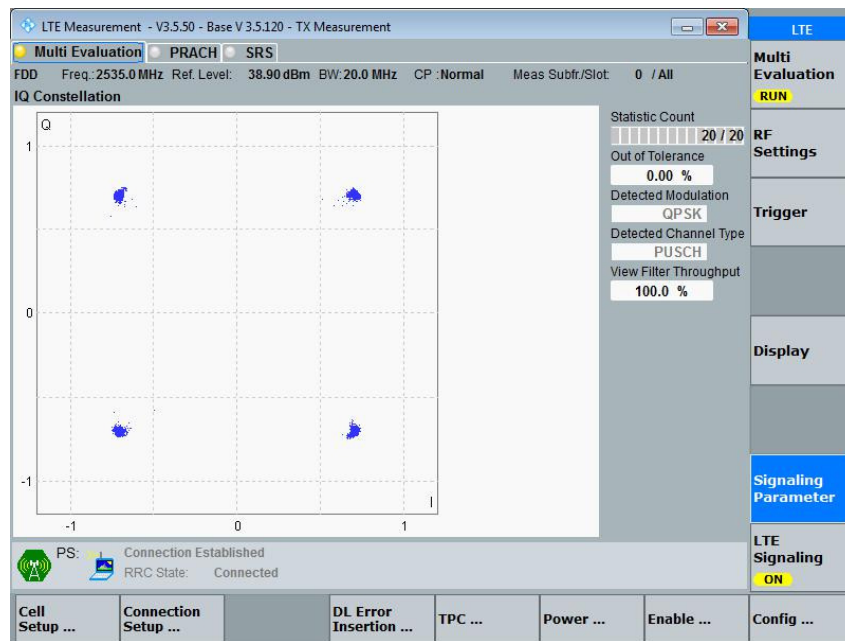 LTE Measurement - V3.5.50 - Base V 3.5.120 - TX Measurement
LTE
Multi Evaluation PRACH SRS
FDD Freq.:2535.0 MHz Ref. Level: 38.90 dBm BW:20.0 MHz CP :Normal Meas Subfr./Slot: 0 / All
IQ Constellation
Q
1
0
-1
I
-1 0 1
Statistic Count
20 / 20
Out of Tolerance
0.00 %
Detected Modulation
QPSK
Detected Channel Type
PUSCH
View Filter Throughput
100.0 %
Multi
Evaluation
RUN
RF
Settings
Trigger
Display
Signaling
Parameter
LTE
Signaling
ON
PS: Connection Established
RRC State: Connected
Cell
Setup ...
Connection
Setup ...
DL Error
Insertion ...
TPC ...
Power ...
Enable ...
Config ...